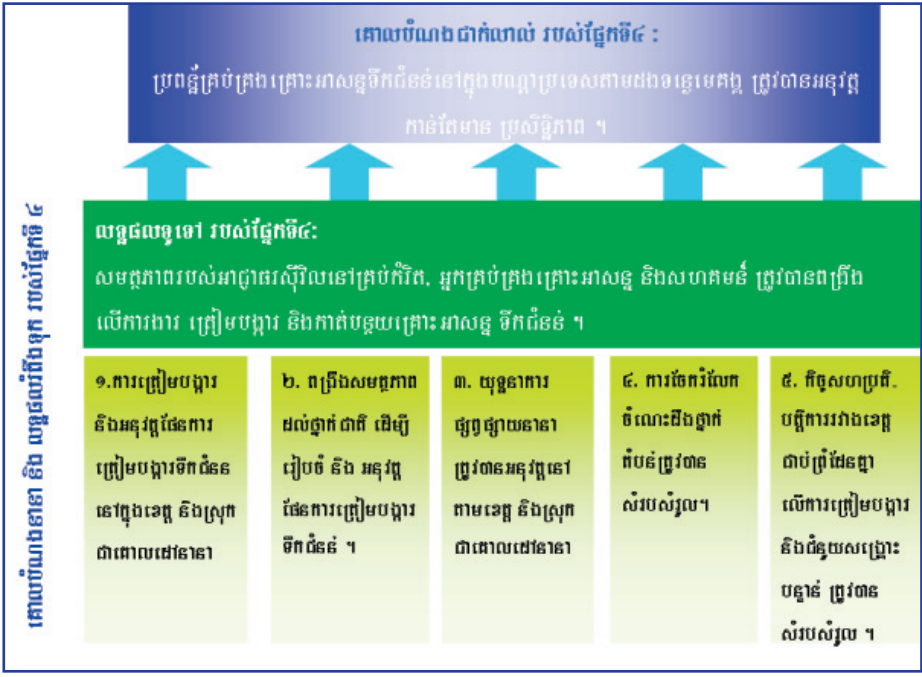 គោលបំណងជាក់លាល់ របស់ផ្នែកទី៤ :
ប្រពន្ធ័គ្រប់គ្រងគ្រោះអាសន្នទឹកជំនន់នៅក្នុងបណ្តាប្រទេសតាមដងទន្លេមេគង្គ ត្រូវបានអនុវត្ត
កាន់តែមាន ប្រសិទ្ធិភាព ។
លទ្ធផលទូទៅ របស់ផ្នែកទី៤:
សមត្ថភាពរបស់អាជ្ញាធរស៊ីវិលនៅគ្រប់កំរិត, អ្នកគ្រប់គ្រងគ្រោះអាសន្ន និងសហគមន៏ ត្រូវបានពង្រឹង
លើការងារ ត្រៀមបង្ការ និងកាត់បន្ថយគ្រោះអាសន្ន ទឹកជំនន់ ។
១.ការត្រៀមបង្ការ
និងអនុវត្តផែនការ
ត្រៀមបង្ការទឹកជំនន
នៅក្នុងខេត្ត និងស្រុក
ជាគោលដៅនានា
២. ពង្រឹងសមត្ថភាព
ដល់ថ្នាក់ជាតិ ដើម្បី
រៀបចំ និង អនុវត្ត
ផែនការត្រៀមបង្ការ
ទឹកជំនន់ ។
៣. យុទ្ធនាការ
ផ្សព្វផ្សាយនានា
ត្រូវបានអនុវត្តនៅ
តាមខេត្ត និងស្រុក
ជាគោលដៅនានា
៤. ការចែករំលែក
ចំណេះដឹងថ្នាក់
តំបន់ត្រូវបាន
សំរបសំរួល។
៥. កិច្ចសហប្រតិ-
បត្តិការរវាងខេត្ត
ជាប់ព្រំដែនគ្នា
លើការត្រៀមបង្ការ
និងជំនួយសង្គ្រោះ
បន្ទាន់ ត្រូវបាន
សំរបសំរួល ។
គោលបំណងនានា និង លទ្ធផលរំពឹងទុក របស់ផ្នែកទី ៤